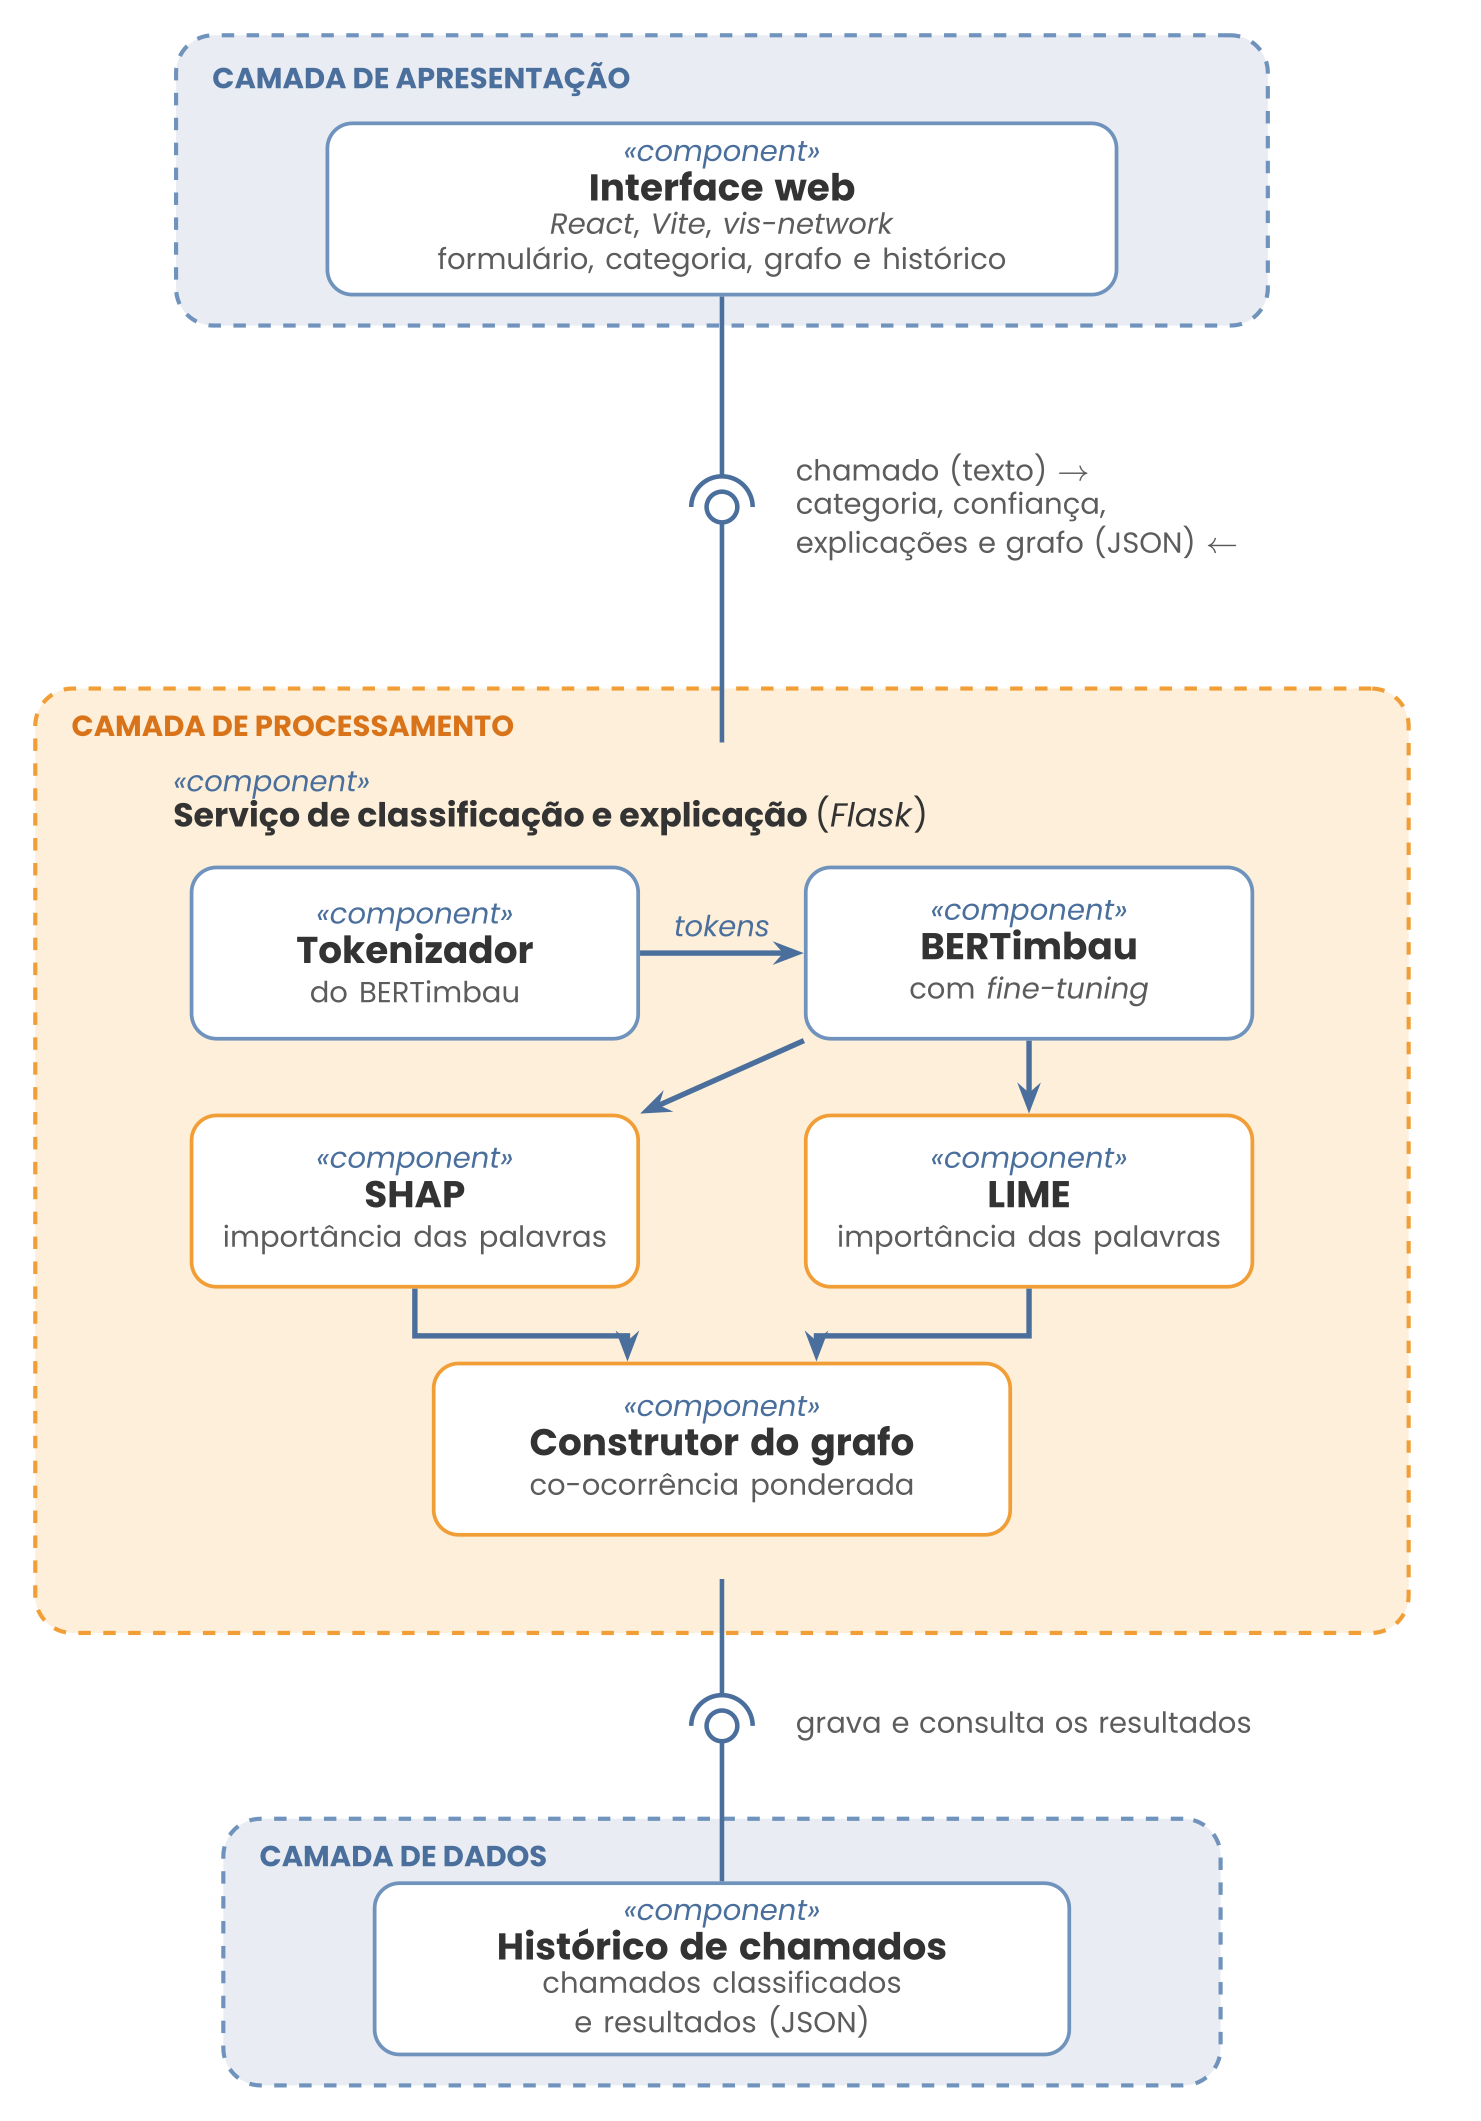 CAMADA DE APRESENTAÇÃO
«component»
Interface web
React, Vite, vis-network
formulário, categoria, grafo e histórico
chamado (texto) →
categoria, confiança,
explicações e grafo (JSON) ←
CAMADA DE PROCESSAMENTO
«component»
Serviço de classificação e explicação (Flask)
«component»
Tokenizador
do BERTimbau
tokens
«component»
BERTimbau
com fine-tuning
«component»
SHAP
importância das palavras
«component»
LIME
importância das palavras
«component»
Construtor do grafo
co-ocorrência ponderada
grava e consulta os resultados
CAMADA DE DADOS
«component»
Histórico de chamados
chamados classificados
e resultados (JSON)